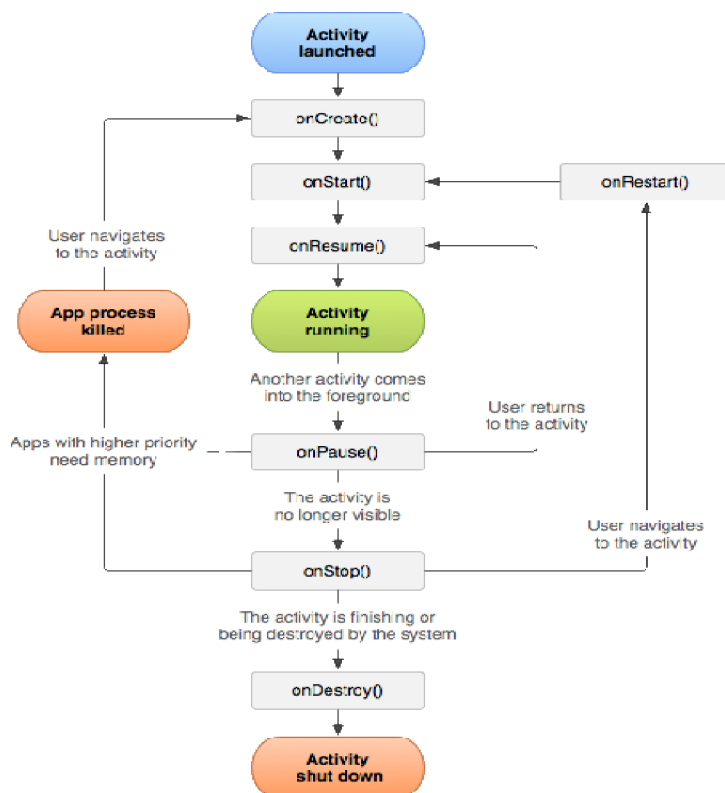 Activity
launched
onCreate()
onStart()
onRestart()
User navigates
to the activity
onResume()
App process
killed
Activity
running
Another activity comes
into the foreground
User returns
to the activity
Apps with higher priority
need memory
onPause()
The activity is
no longer visible
User navigates
to the activity
onStop()
The activity is finishing or
being destroyed by the system
onDestroy()
Activity
shut down